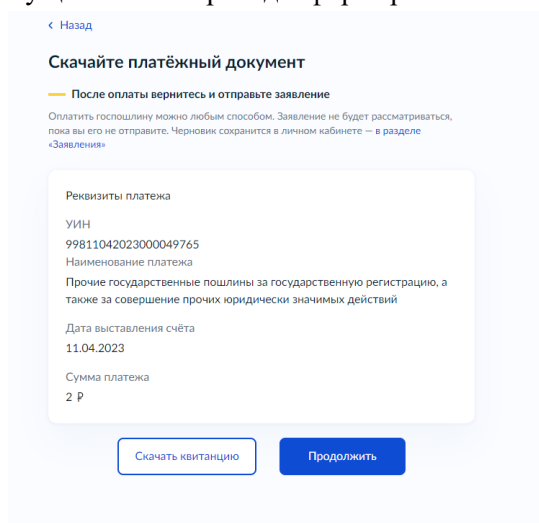 ‹ Назад
Скачайте платёжный документ
После оплаты вернитесь и отправьте заявление
Оплатить госпошлину можно любым способом. Заявление не будет рассматриваться,
пока вы его не отправите. Черновик сохранится в личном кабинете – в разделе
«Заявления»
Реквизиты платежа
УИН
99811042023000049765
Наименование платежа
Прочие государственные пошлины за государственную регистрацию, а
также за совершение прочих юридически значимых действий
Дата выставления счёта
11.04.2023
Сумма платежа
2 ₽
Скачать квитанцию
Продолжить